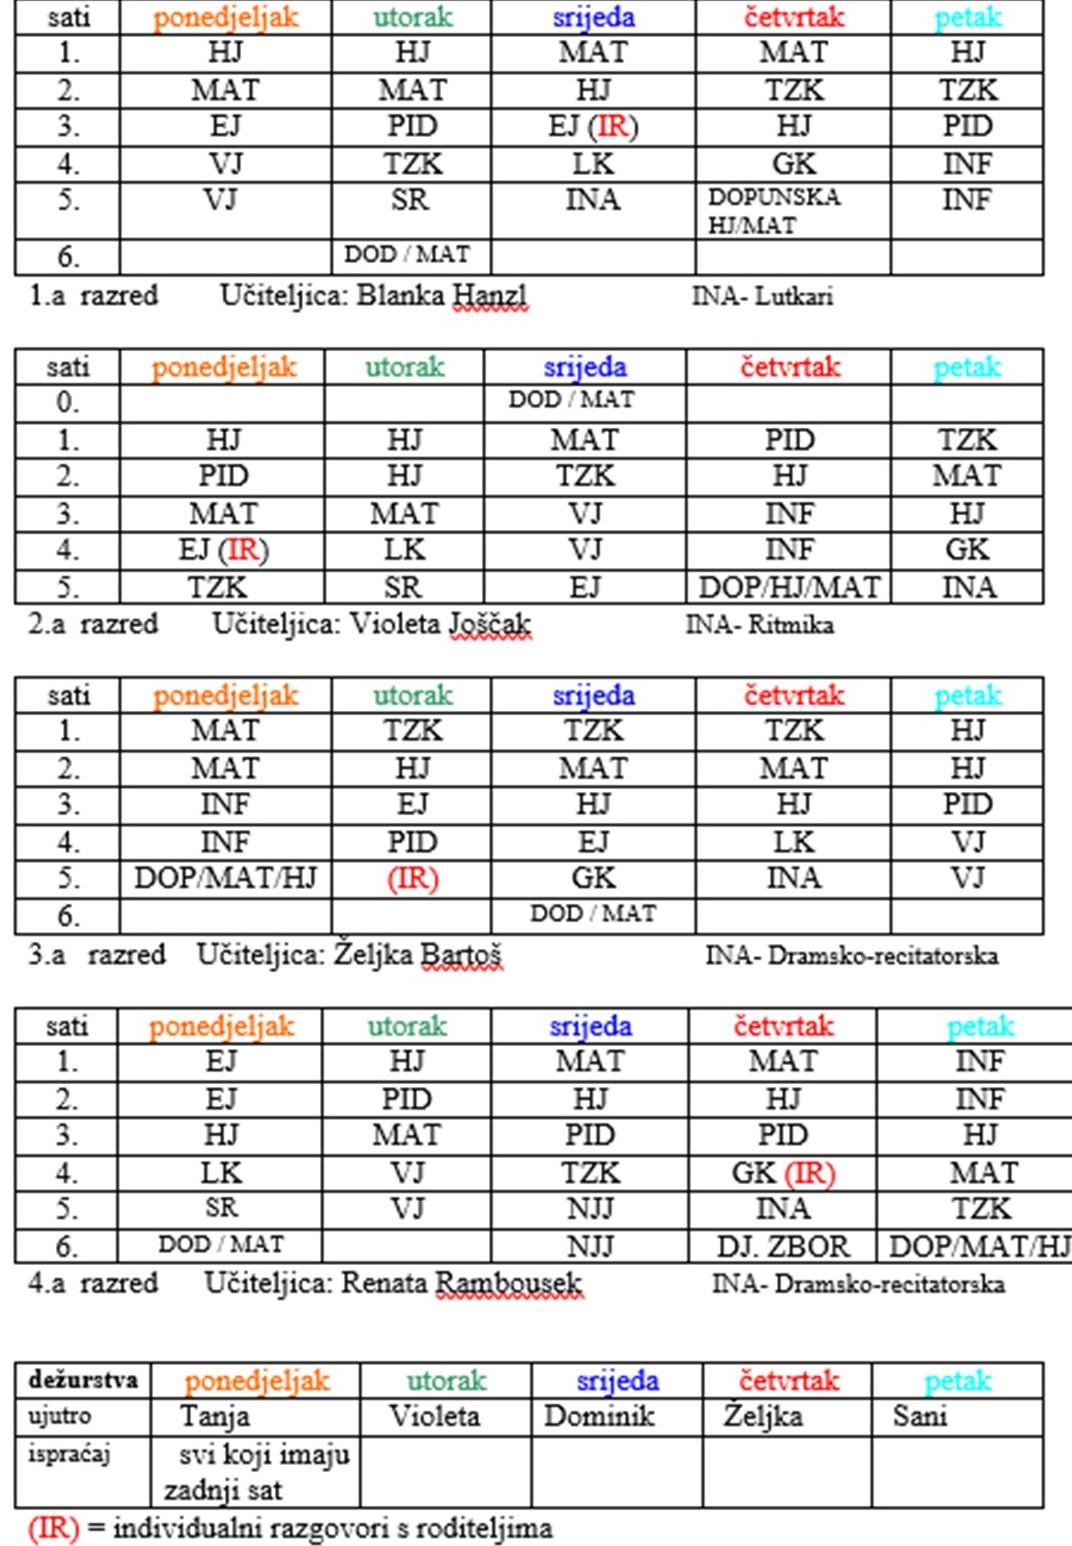 sati ponedjeljak utorak srijeda četvrtak petak
1. HJ HJ MAT MAT HJ
2. MAT MAT HJ TZK TZK
3. EJ PID EJ (IR) HJ PID
4. VJ TZK LK GK INF
5. VJ SR INA DOPUNSKA INF
HJ/MAT
6. DOD / MAT
1.a razred Učiteljica: Blanka Hanzl INA- Lutkari
sati ponedjeljak utorak srijeda četvrtak petak
0. DOD / MAT
1. HJ HJ MAT PID TZK
2. PID HJ TZK HJ MAT
3. MAT MAT VJ INF HJ
4. EJ (IR) LK VJ INF GK
5. TZK SR EJ DOP/HJ/MAT INA
2.a razred Učiteljica: Violeta Joščak INA- Ritmika
sati ponedjeljak utorak srijeda četvrtak petak
1. MAT TZK TZK TZK HJ
2. MAT HJ MAT MAT HJ
3. INF EJ HJ HJ PID
4. INF PID EJ LK VJ
5. DOP/MAT/HJ (IR) GK INA VJ
6. DOD / MAT
3.a razred Učiteljica: Željka Bartoš INA- Dramsko-recitatorska
sati ponedjeljak utorak srijeda četvrtak petak
1. EJ HJ MAT MAT INF
2. EJ PID HJ HJ INF
3. HJ MAT PID PID HJ
4. LK VJ TZK GK (IR) MAT
5. SR VJ NJJ INA TZK
6. DOD / MAT NJJ DJ. ZBOR DOP/MAT/HJ
4.a razred Učiteljica: Renata Rambousek INA- Dramsko-recitatorska
dežurstva ponedjeljak utorak srijeda četvrtak petak
ujutro Tanja Violeta Dominik Željka Sani
ispraćaj svi koji imaju
zadnji sat
(IR) = individualni razgovori s roditeljima